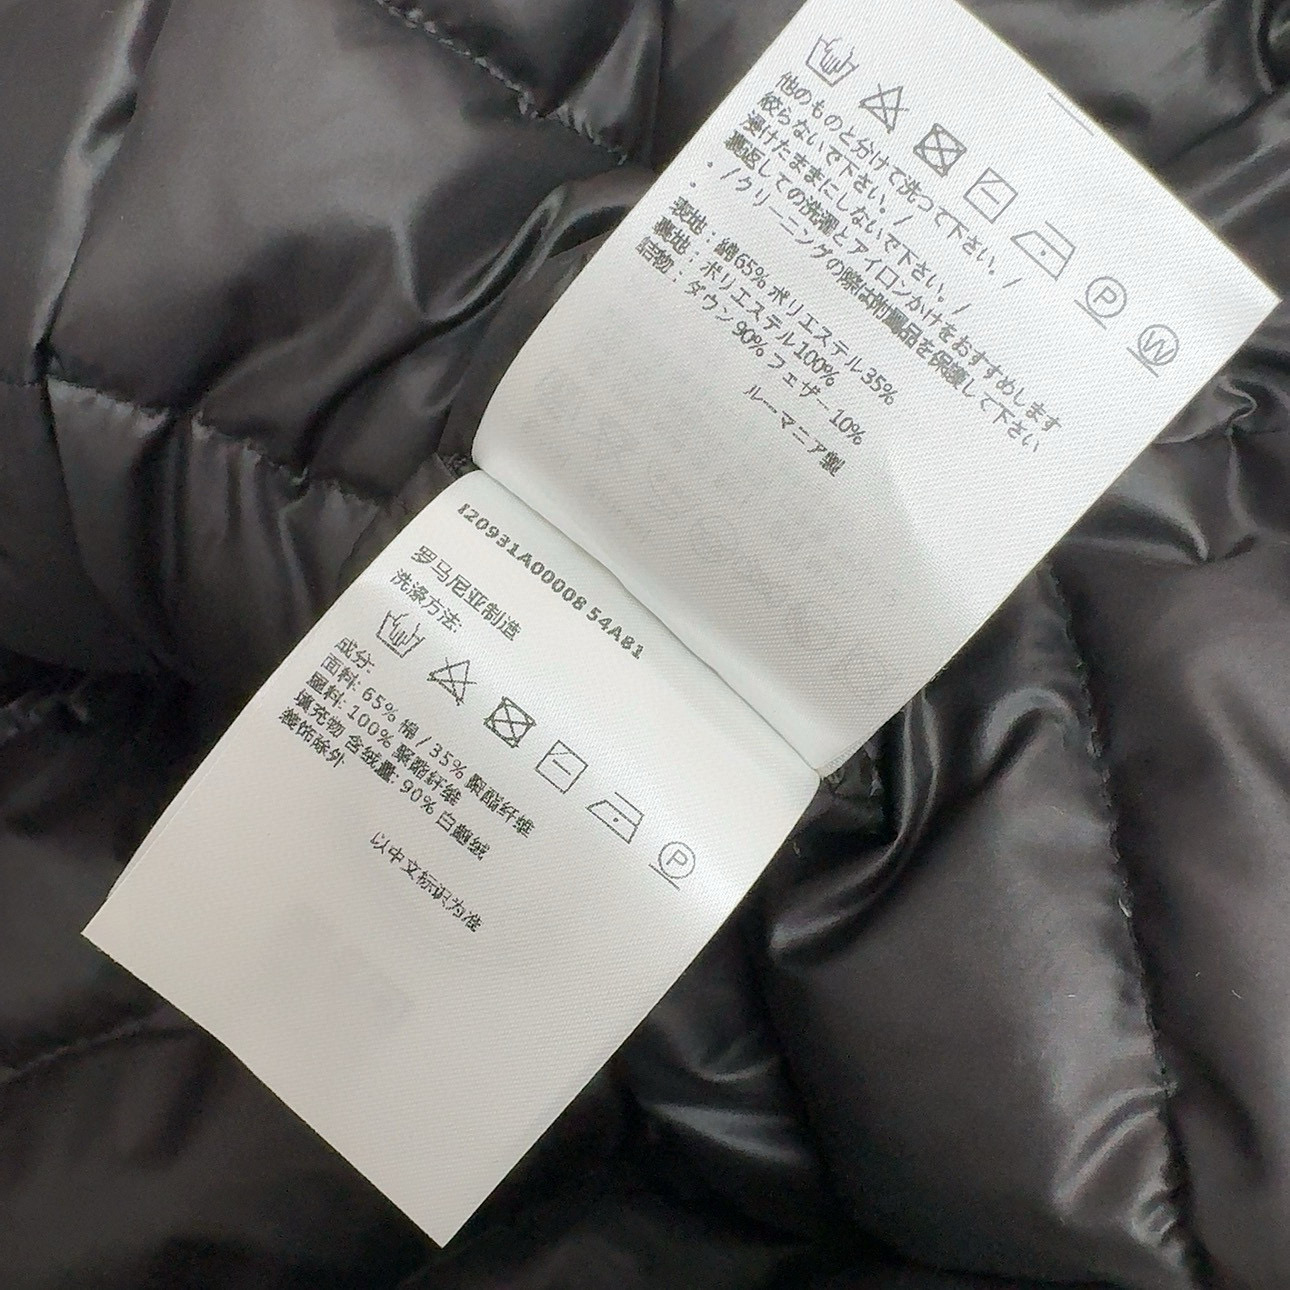 他のものと分けて洗って下さい。 /
絞らないで下さい。 /
浸けたままにしないで下さい。 /
裏返しての洗濯とアイロンかけをおすすめします
. /クリーニングの際は附属品を保護して下さい
.
表地: 綿65% ポリエステル35%
裏地: ポリエステル100%
詰物: ダウン90% フェザー10%
ルーマニア製
I20931A00008 54A81
罗马尼亚制造
洗涤方法:
成分:
面料: 65% 棉 / 35% 聚酯纤维
里料: 100% 聚酯纤维
填充物 含绒量: 90% 白鹅绒
装饰除外
以中文标识为准